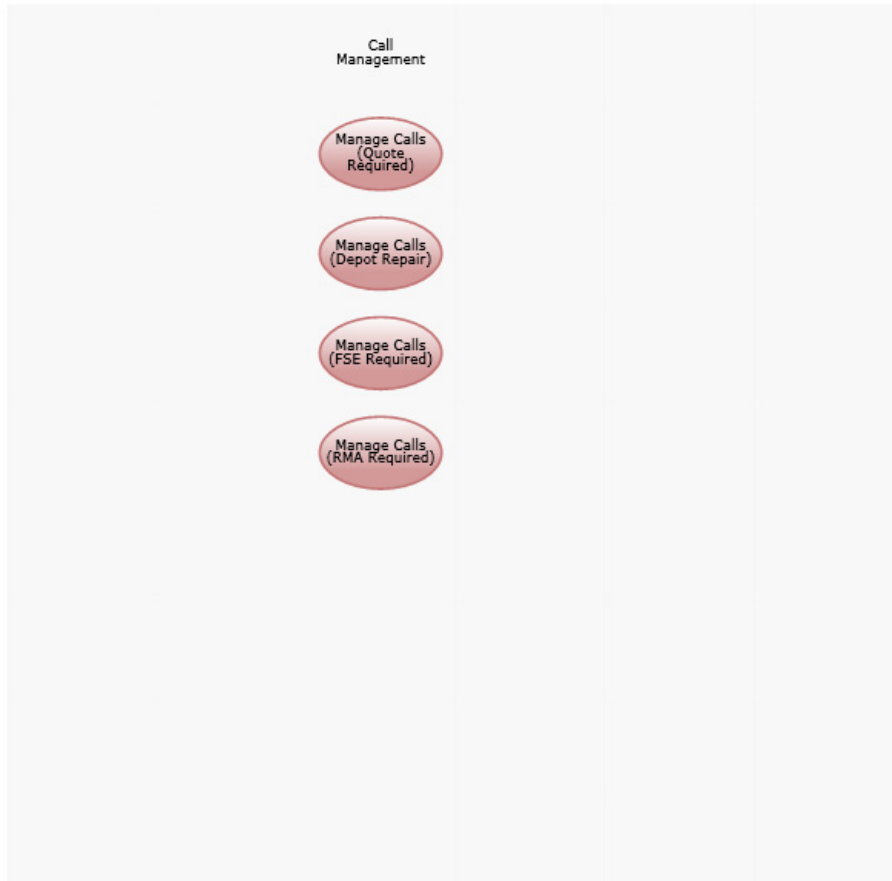 Call
Management
Manage Calls
(Quote
Required)
Manage Calls
(Depot Repair)
Manage Calls
(FSE Required)
Manage Calls
(RMA Required)